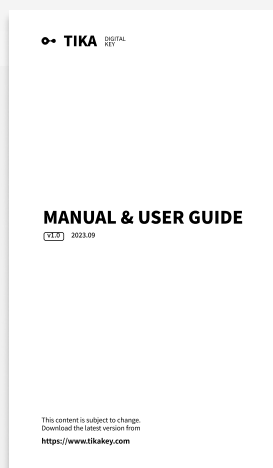 TIKA DIGITAL
KEY
MANUAL & USER GUIDE
v1.0 2023.09
This content is subject to change.
Download the latest version from
https://www.tikakey.com